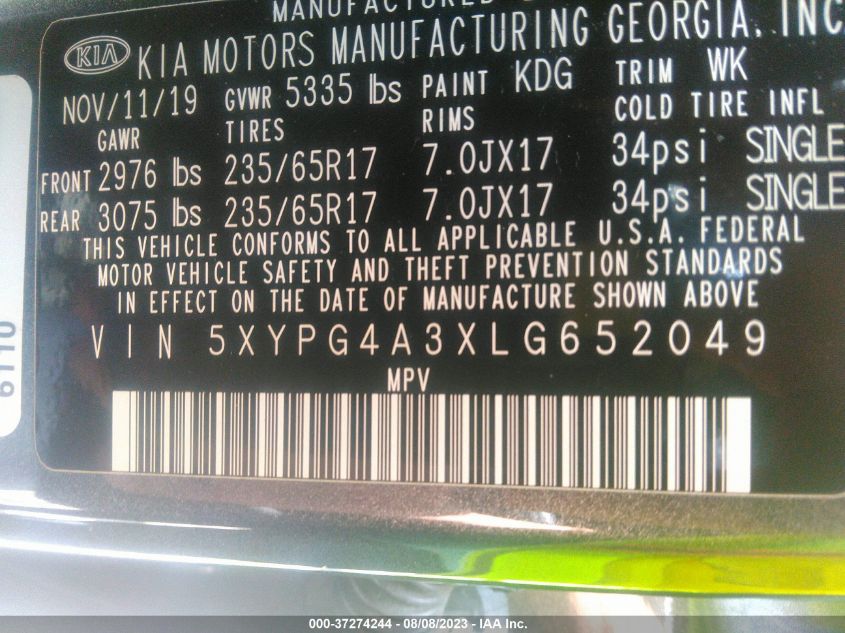 MANUFACTURED
KIA KIA MOTORS MANUFACTURING GEORGIA, INC.
NOV/11/19 GVWR 5335 lbs PAINT KDG TRIM WK
GAWR TIRES RIMS COLD TIRE INFL
FRONT 2976 lbs 235/65R17 7.0JX17 34psi SINGLE
REAR 3075 lbs 235/65R17 7.0JX17 34psi SINGLE
THIS VEHICLE CONFORMS TO ALL APPLICABLE U.S.A. FEDERAL
MOTOR VEHICLE SAFETY AND THEFT PREVENTION STANDARDS
IN EFFECT ON THE DATE OF MANUFACTURE SHOWN ABOVE
VIN 5XYPG4A3XLG652049
MPV
6110
000-37274244 - 08/08/2023 - IAA Inc.